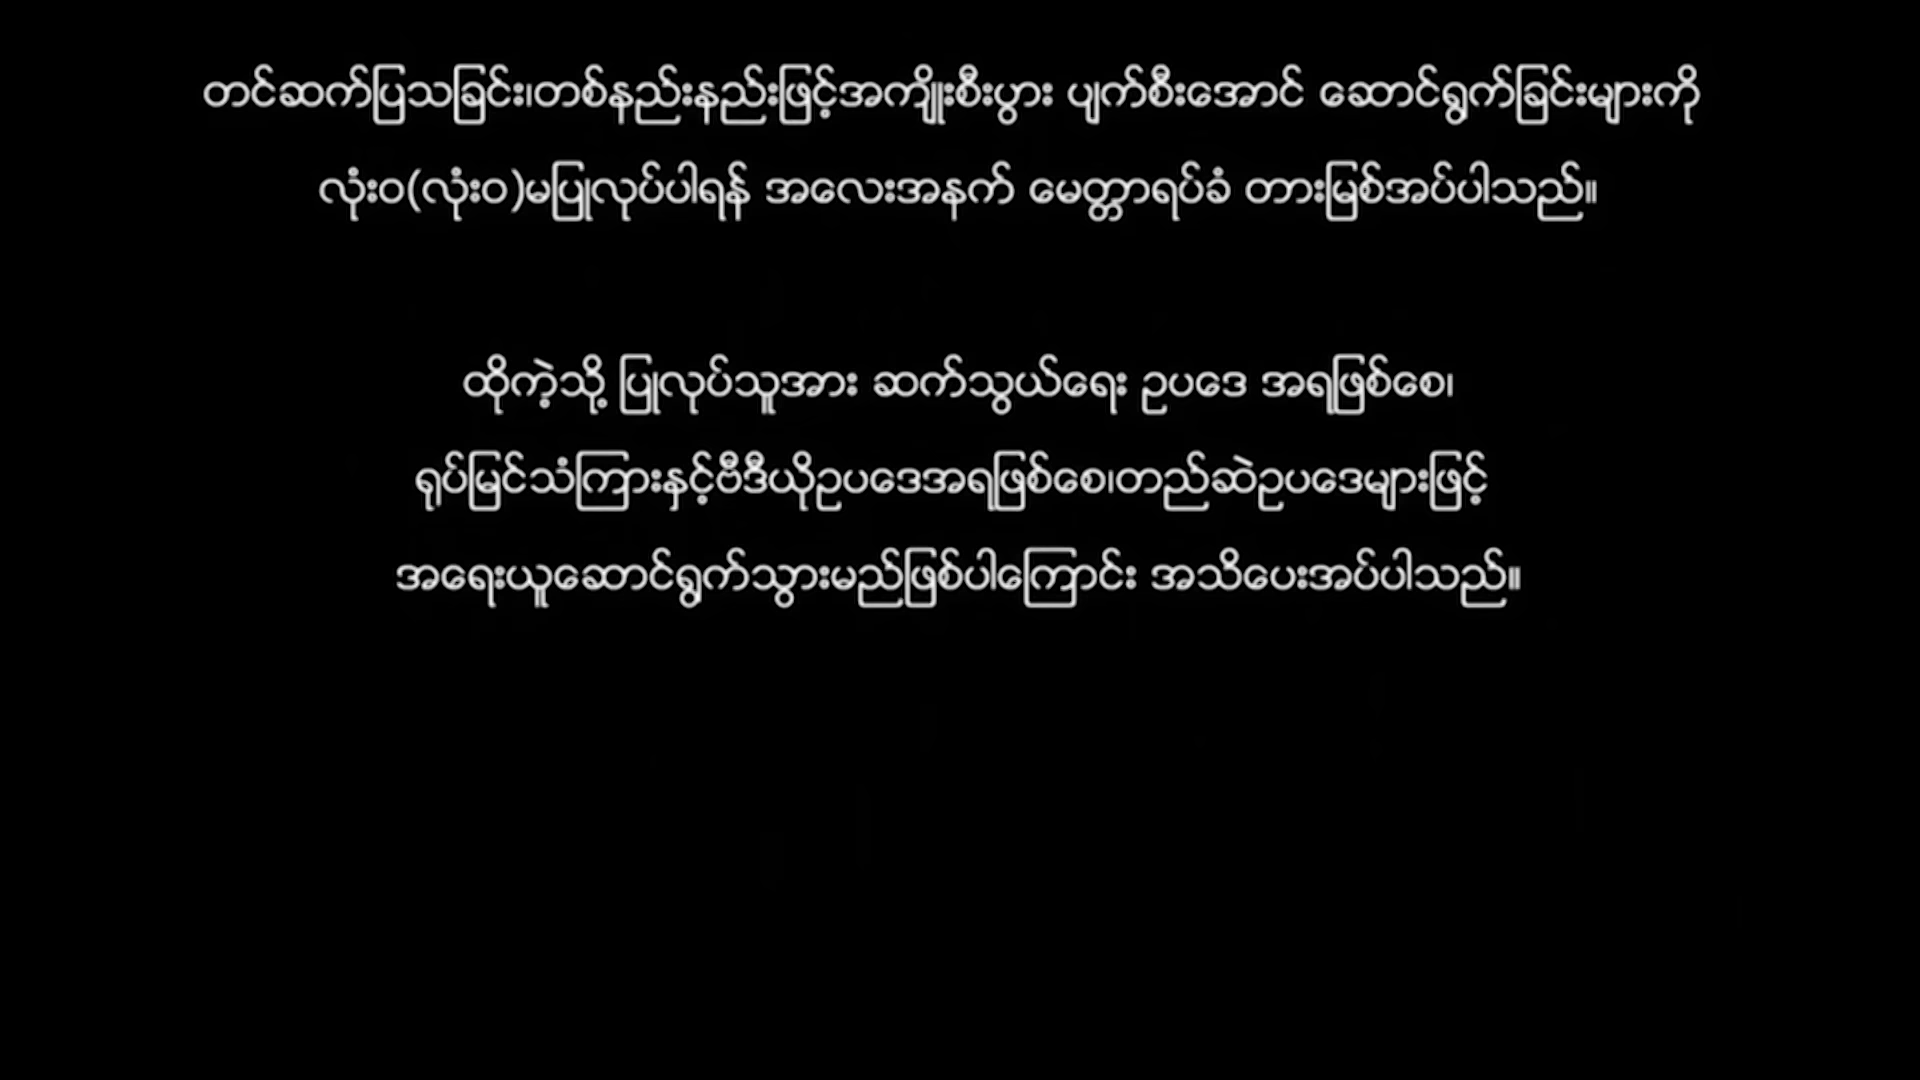 တင်ဆက်ပြသခြင်း၊တစ်နည်းနည်းဖြင့်အကျိုးစီးပွား ပျက်စီးအောင် ဆောင်ရွက်ခြင်းများကို
လုံးဝ(လုံးဝ)မပြုလုပ်ပါရန် အလေးအနက် မေတ္တာရပ်ခံ တားမြစ်အပ်ပါသည်။
ထိုကဲ့သို့ ပြုလုပ်သူအား ဆက်သွယ်ရေး ဥပဒေ အရဖြစ်စေ၊
ရုပ်မြင်သံကြားနှင့်ဗီဒီယိုဥပဒေအရဖြစ်စေ၊တည်ဆဲဥပဒေများဖြင့်
အရေးယူဆောင်ရွက်သွားမည်ဖြစ်ပါကြောင်း အသိပေးအပ်ပါသည်။